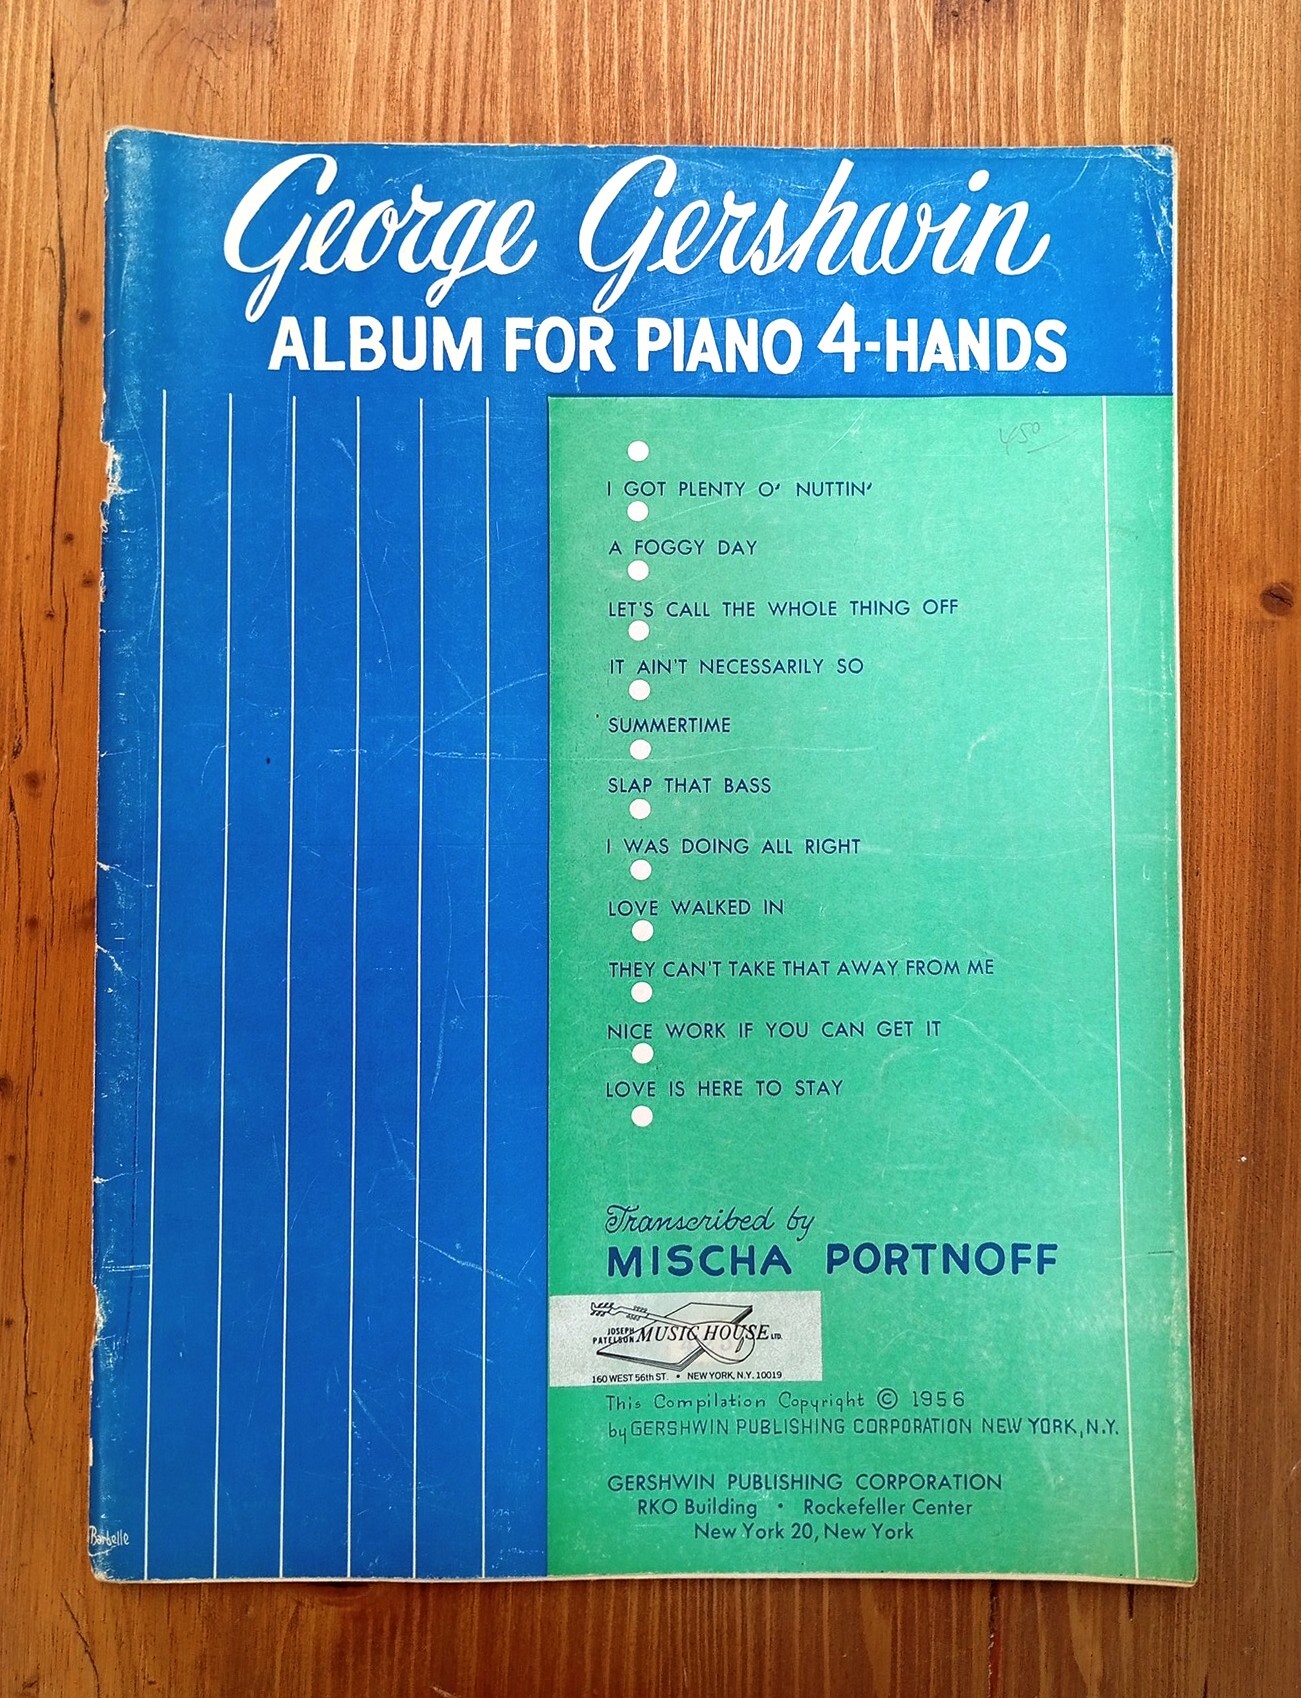 George Gershwin
ALBUM FOR PIANO 4-HANDS
450
I GOT PLENTY O' NUTTIN'
A FOGGY DAY
LET'S CALL THE WHOLE THING OFF
IT AIN'T NECESSARILY SO
SUMMERTIME
SLAP THAT BASS
I WAS DOING ALL RIGHT
LOVE WALKED IN
THEY CAN'T TAKE THAT AWAY FROM ME
NICE WORK IF YOU CAN GET IT
LOVE IS HERE TO STAY
Transcribed by
MISCHA PORTNOFF
JOSEPH PATELSON MUSIC HOUSE LTD.
160 WEST 56th ST. • NEW YORK, N.Y. 10019
This Compilation Copyright © 1956
by GERSHWIN PUBLISHING CORPORATION NEW YORK, N.Y.
GERSHWIN PUBLISHING CORPORATION
RKO Building • Rockefeller Center
New York 20, New York
Barbelle